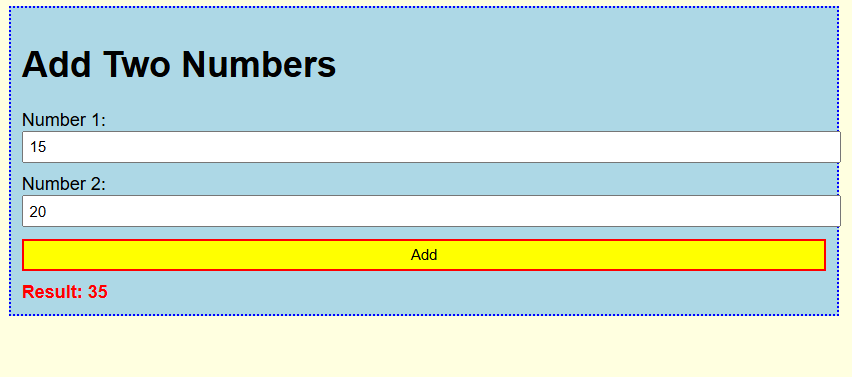 Add Two Numbers
Number 1:
15
Number 2:
20
Add
Result: 35